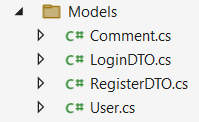 Models
C# Comment.cs
C# LoginDTO.cs
C# RegisterDTO.cs
C# User.cs